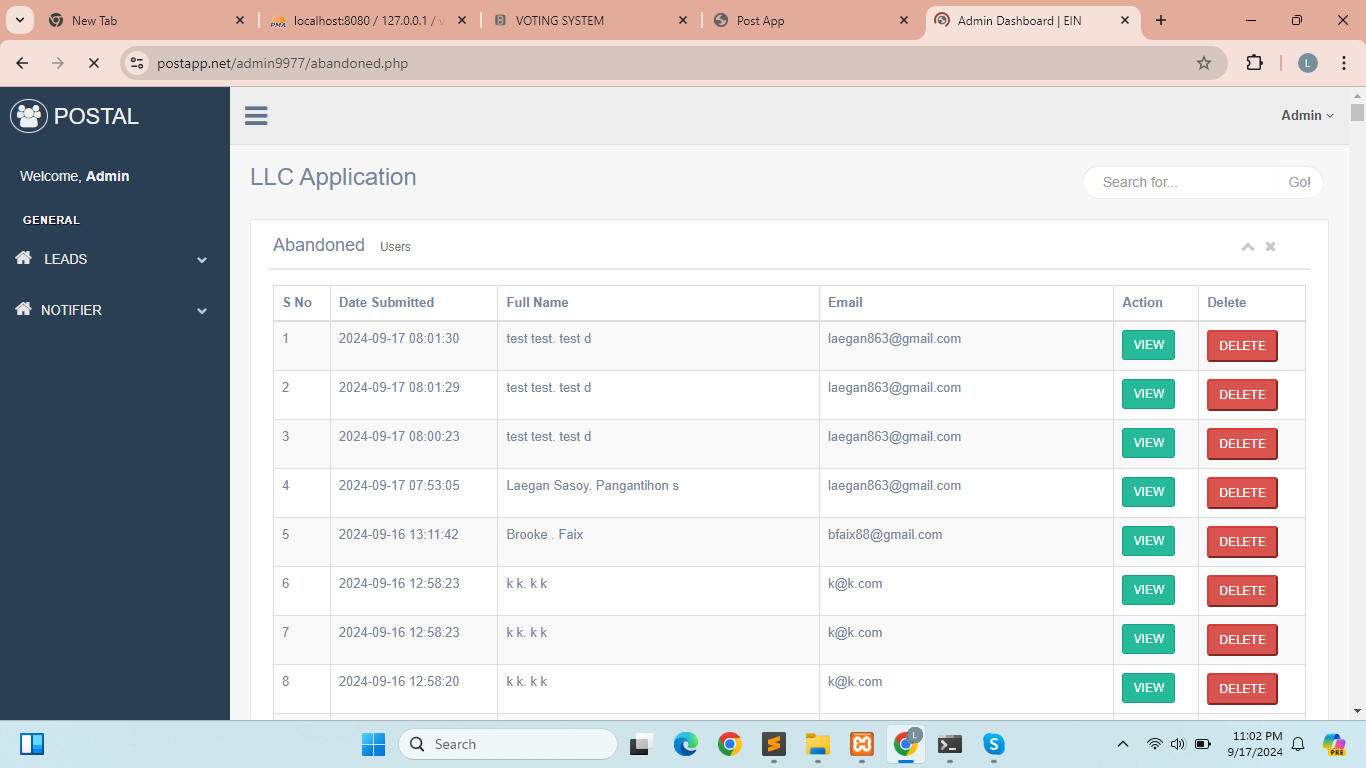 New Tab
localhost:8080 / 127.0.0.1 /
VOTING SYSTEM
Post App
Admin Dashboard | EIN
postapp.net/admin9977/abandoned.php
L
POSTAL
Admin
Welcome, Admin
LLC Application
Search for...
Go!
GENERAL
LEADS
NOTIFIER
Abandoned Users
S No Date Submitted Full Name Email Action Delete
1 2024-09-17 08:01:30 test test. test d laegan863@gmail.com VIEW DELETE
2 2024-09-17 08:01:29 test test. test d laegan863@gmail.com VIEW DELETE
3 2024-09-17 08:00:23 test test. test d laegan863@gmail.com VIEW DELETE
4 2024-09-17 07:53:05 Laegan Sasoy. Pangantihon s laegan863@gmail.com VIEW DELETE
5 2024-09-16 13:11:42 Brooke . Faix bfaix88@gmail.com VIEW DELETE
6 2024-09-16 12:58:23 k k. k k k@k.com VIEW DELETE
7 2024-09-16 12:58:23 k k. k k k@k.com VIEW DELETE
8 2024-09-16 12:58:20 k k. k k k@k.com VIEW DELETE
Search
L
11:02 PM
9/17/2024
PRE